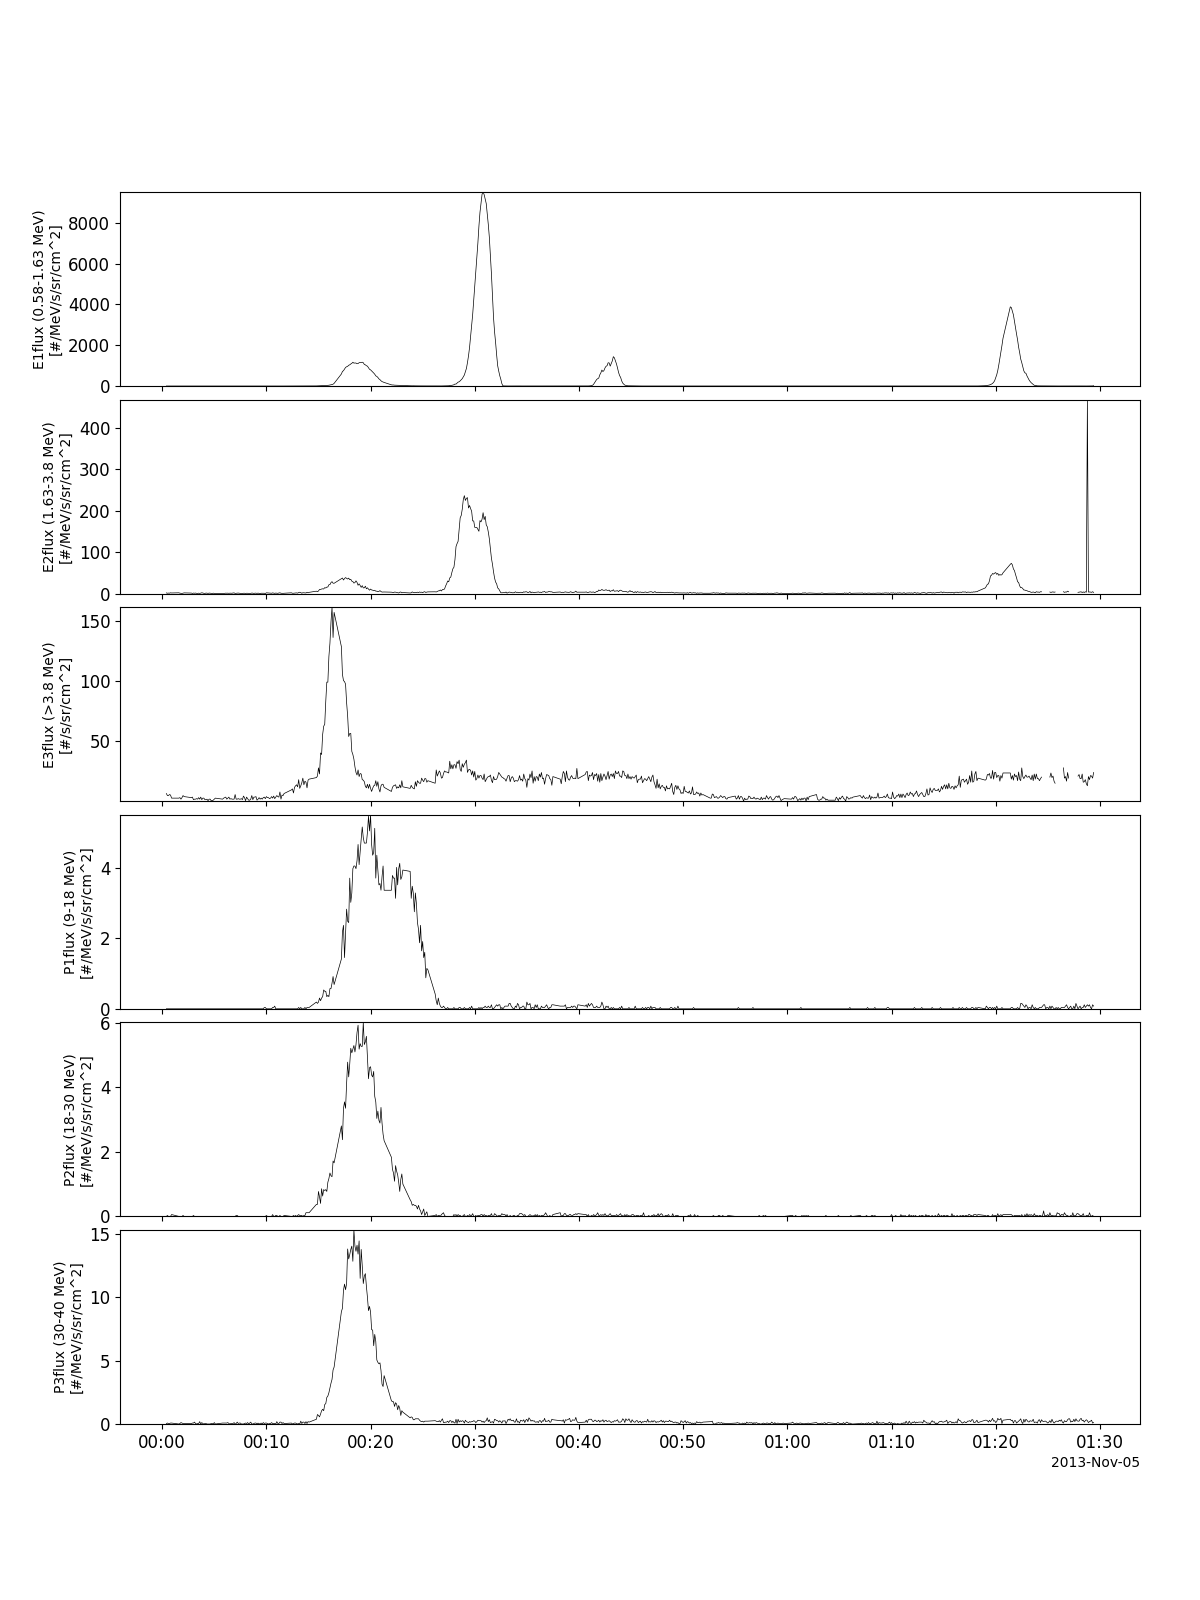 E1flux (0.58-1.63 MeV)
[#/MeV/s/sr/cm^2]
8000
6000
4000
2000
0
E2flux (1.63-3.8 MeV)
[#/MeV/s/sr/cm^2]
400
300
200
100
0
E3flux (>3.8 MeV)
[#/s/sr/cm^2]
150
100
50
P1flux (9-18 MeV)
[#/MeV/s/sr/cm^2]
4
2
0
P2flux (18-30 MeV)
[#/MeV/s/sr/cm^2]
6
4
2
0
P3flux (30-40 MeV)
[#/MeV/s/sr/cm^2]
15
10
5
0
00:00 00:10 00:20 00:30 00:40 00:50 01:00 01:10 01:20 01:30
2013-Nov-05